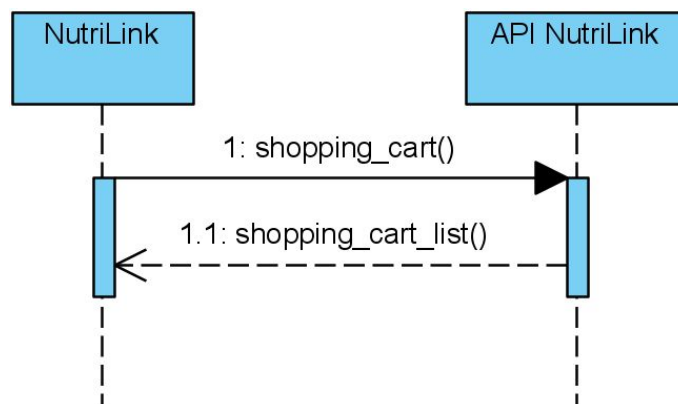 NutriLink
API NutriLink
1: shopping_cart()
1.1: shopping_cart_list()